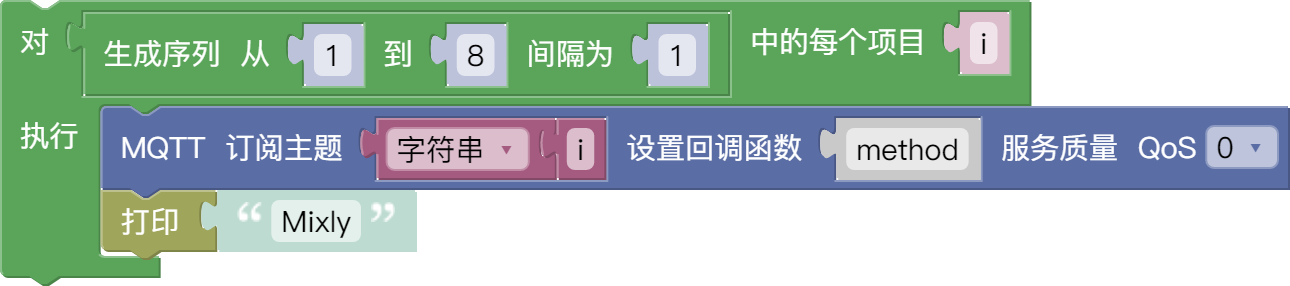 对 生成序列 从 1 到 8 间隔为 1 中的每个项目 i
执行 MQTT 订阅主题 字符串 i 设置回调函数 method 服务质量 QoS 0
打印 “ Mixly ”